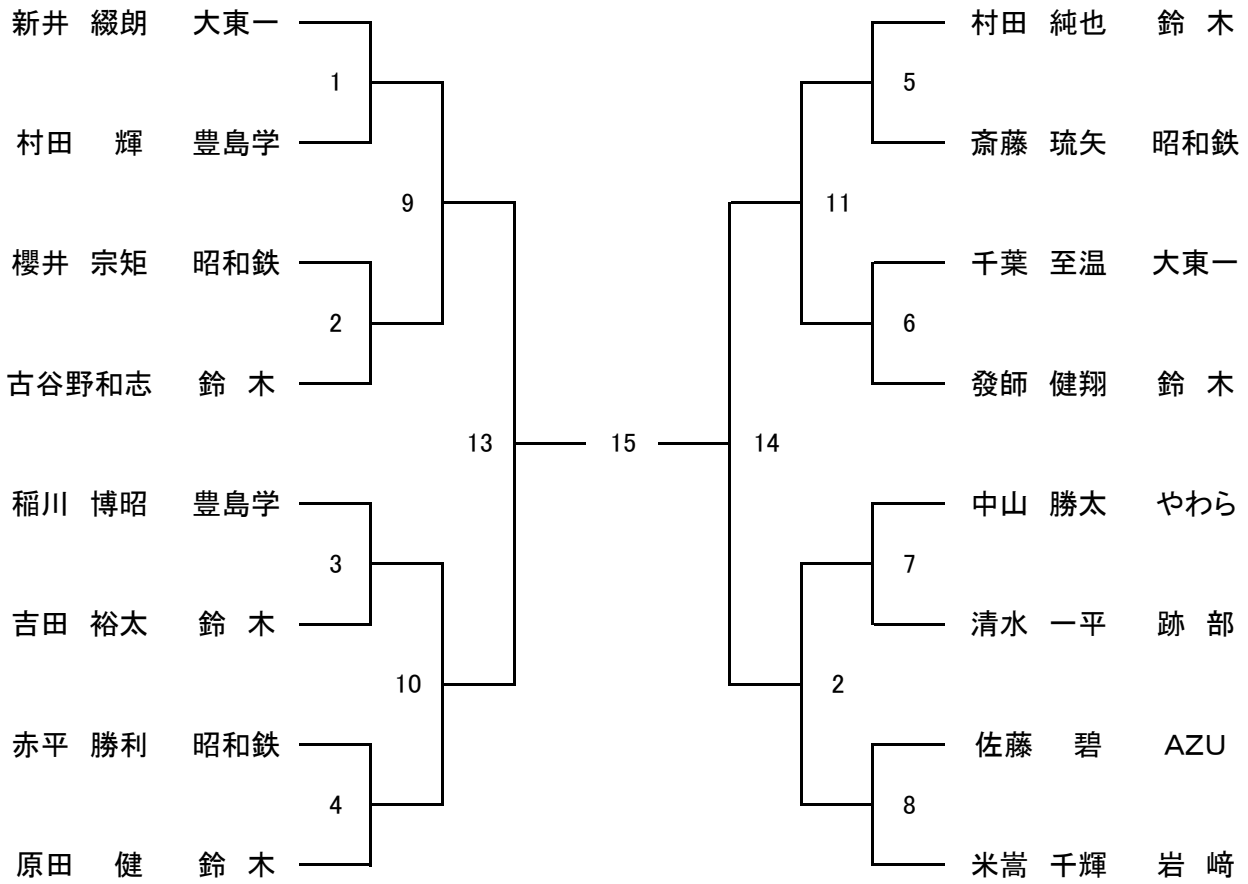 新井 綴朗 大東一
1
村田 輝 豊島学
9
櫻井 宗矩 昭和鉄
2
古谷野和志 鈴 木
13
稲川 博昭 豊島学
3
吉田 裕太 鈴 木
10
赤平 勝利 昭和鉄
4
原田 健 鈴 木
15
村田 純也 鈴 木
5
斎藤 琉矢 昭和鉄
11
千葉 至温 大東一
6
發師 健翔 鈴 木
14
中山 勝太 やわら
7
清水 一平 跡 部
2
佐藤 碧 AZU
8
米嵩 千輝 岩 﨑